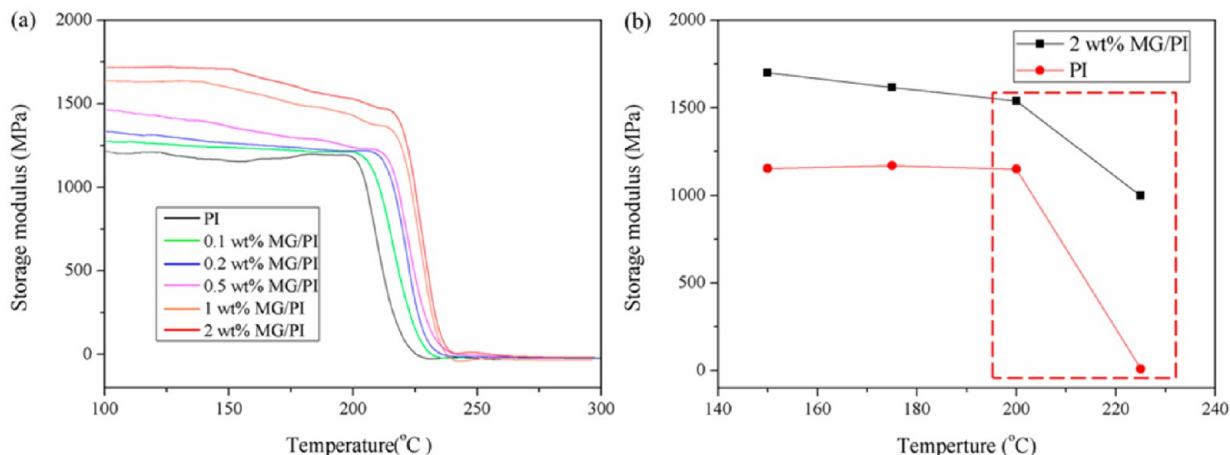 (a)
2000
1500
1000
500
0
Storage modulus (MPa)
PI
0.1 wt% MG/PI
0.2 wt% MG/PI
0.5 wt% MG/PI
1 wt% MG/PI
2 wt% MG/PI
100
150
200
250
300
Temperature(°C )
(b)
2000
1500
1000
500
0
Storage modulus (MPa)
2 wt% MG/PI
PI
140
160
180
200
220
240
Temperture (°C)